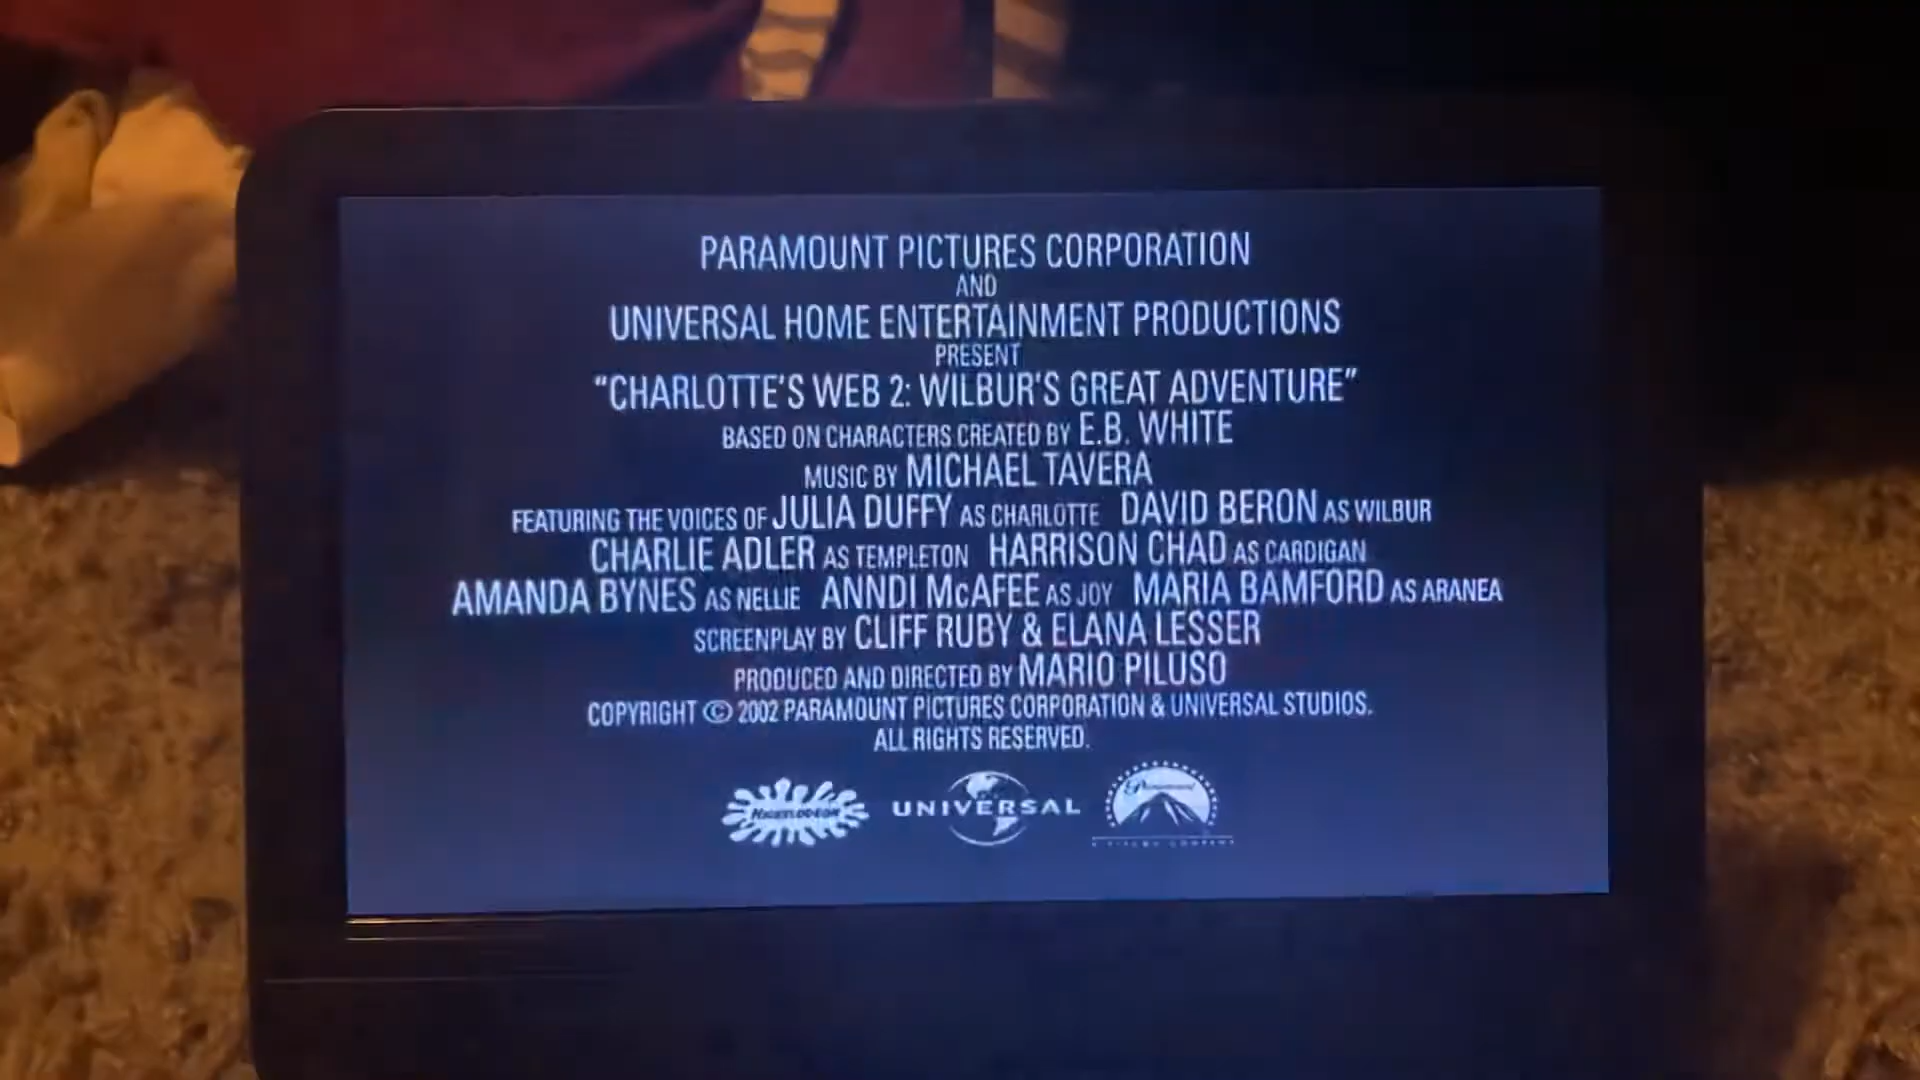 PARAMOUNT PICTURES CORPORATION
AND
UNIVERSAL HOME ENTERTAINMENT PRODUCTIONS
PRESENT
“CHARLOTTE’S WEB 2: WILBUR’S GREAT ADVENTURE”
BASED ON CHARACTERS CREATED BY E.B. WHITE
MUSIC BY MICHAEL TAVERA
FEATURING THE VOICES OF JULIA DUFFY AS CHARLOTTE DAVID BERON AS WILBUR
CHARLIE ADLER AS TEMPLETON HARRISON CHAD AS CARDIGAN
AMANDA BYNES AS NELLIE ANNDI McAFEE AS JOY MARIA BAMFORD AS ARANEA
SCREENPLAY BY CLIFF RUBY & ELANA LESSER
PRODUCED AND DIRECTED BY MARIO PILUSO
COPYRIGHT © 2002 PARAMOUNT PICTURES CORPORATION & UNIVERSAL STUDIOS.
ALL RIGHTS RESERVED.
NICKELODEON UNIVERSAL Paramount